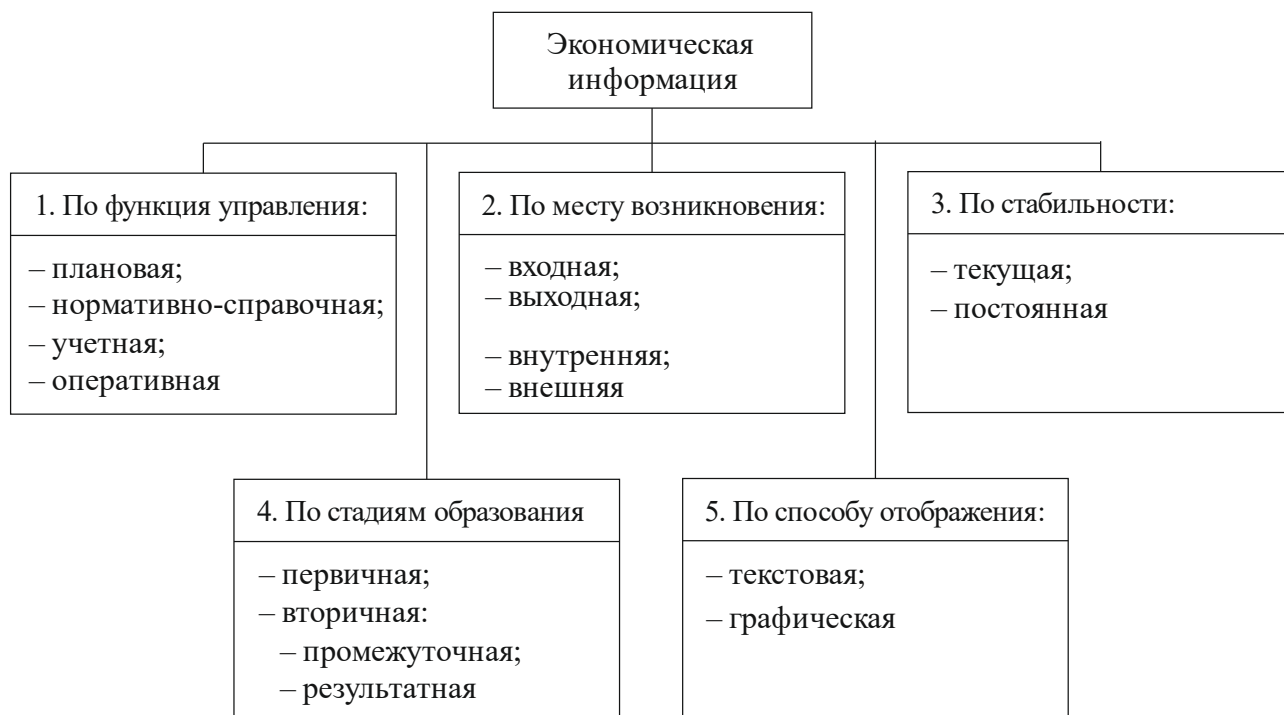 Экономическая
информация
1. По функция управления:
– плановая;
– нормативно-справочная;
– учетная;
– оперативная
2. По месту возникновения:
– входная;
– выходная;
– внутренняя;
– внешняя
3. По стабильности:
– текущая;
– постоянная
4. По стадиям образования
– первичная;
– вторичная:
– промежуточная;
– результатная
5. По способу отображения:
– текстовая;
– графическая